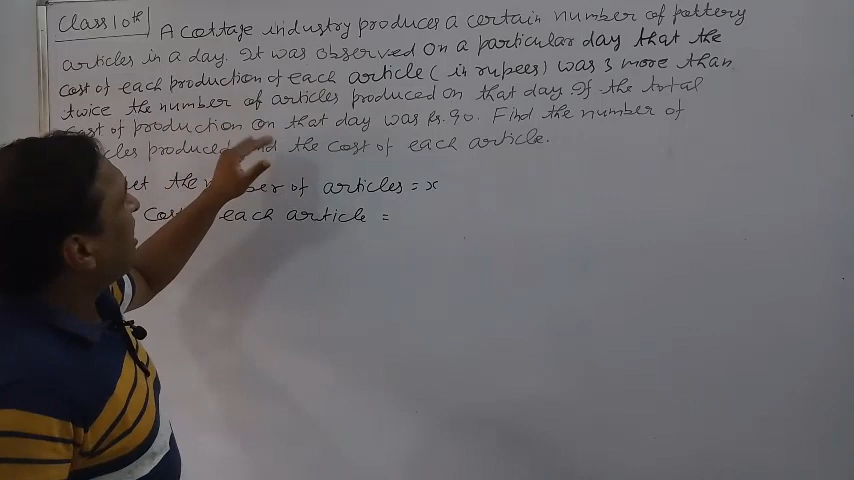 Class 10th A cottage industry produces a certain number of pottery
articles in a day. It was observed on a particular day that the
cost of each production of each article (in rupees) was 3 more than
twice the number of articles produced on that day If the total
cost of production on that day was Rs. 90. Find the number of
produced the cost of each article.
the number of articles = x
each article =